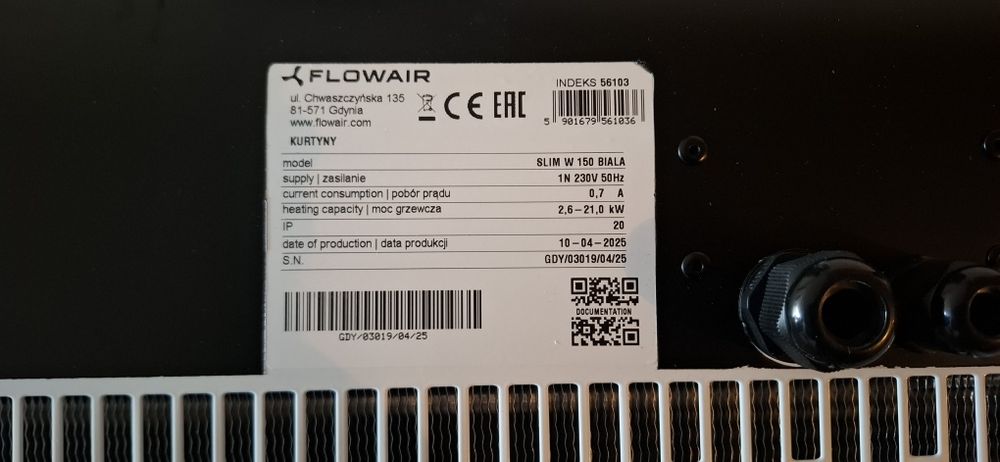 FLOWAIR
INDEKS 56103
ul. Chwaszczyńska 135
81-571 Gdynia
www.flowair.com
CE EAC
5 901679 561036
KURTYNY
model SLIM W 150 BIALA
supply | zasilanie 1N 230V 50Hz
current consumption | pobór prądu 0,7 A
heating capacity | moc grzewcza 2,6–21,0 kW
IP 20
date of production | data produkcji 10–04–2025
S.N. GDY/03019/04/25
DOCUMENTATION
GDY/03019/04/25